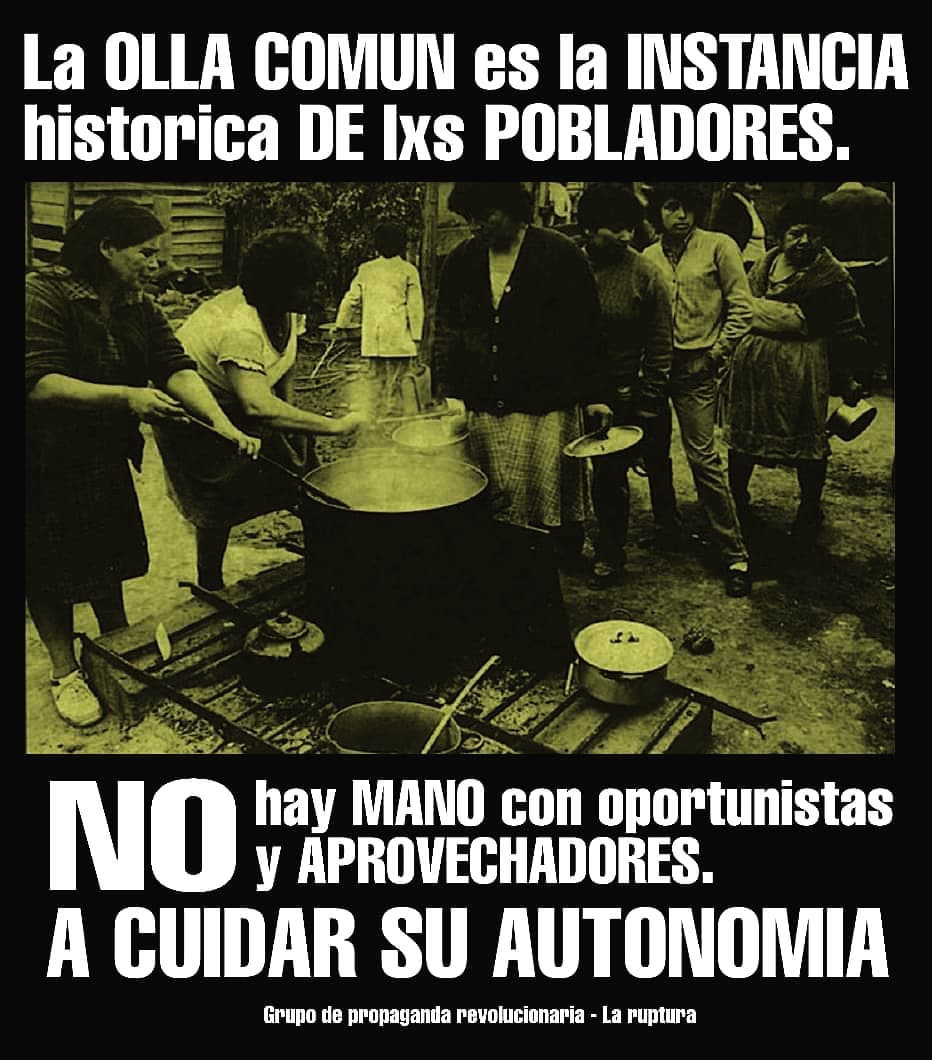 La OLLA COMUN es la INSTANCIA
historica DE lxs POBLADORES.
NO hay MANO con oportunistas
y APROVECHADORES.
A CUIDAR SU AUTONOMIA
Grupo de propaganda revolucionaria - La ruptura